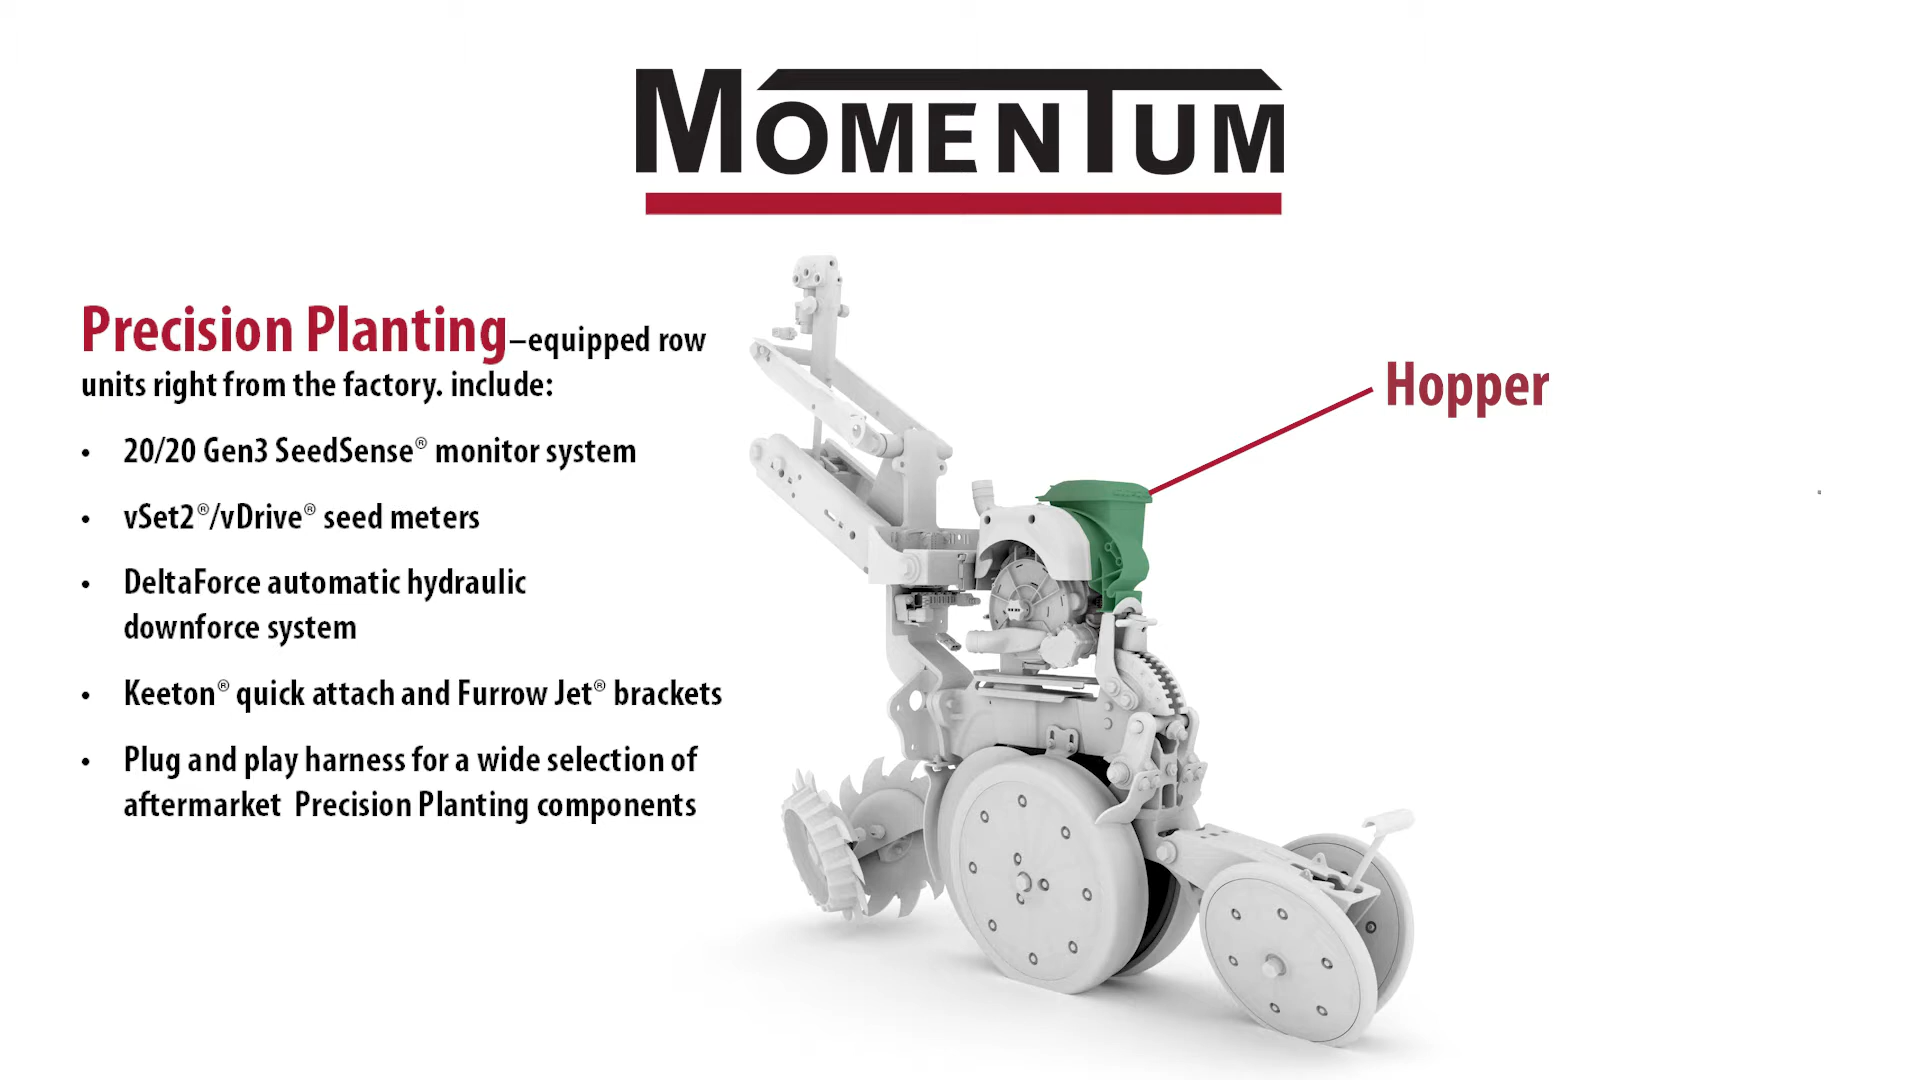 MOMENTUM
Precision Planting–equipped row
units right from the factory. include:
• 20/20 Gen3 SeedSense® monitor system
• vSet2®/vDrive® seed meters
• DeltaForce automatic hydraulic
downforce system
• Keeton® quick attach and Furrow Jet® brackets
• Plug and play harness for a wide selection of
aftermarket Precision Planting components
Hopper